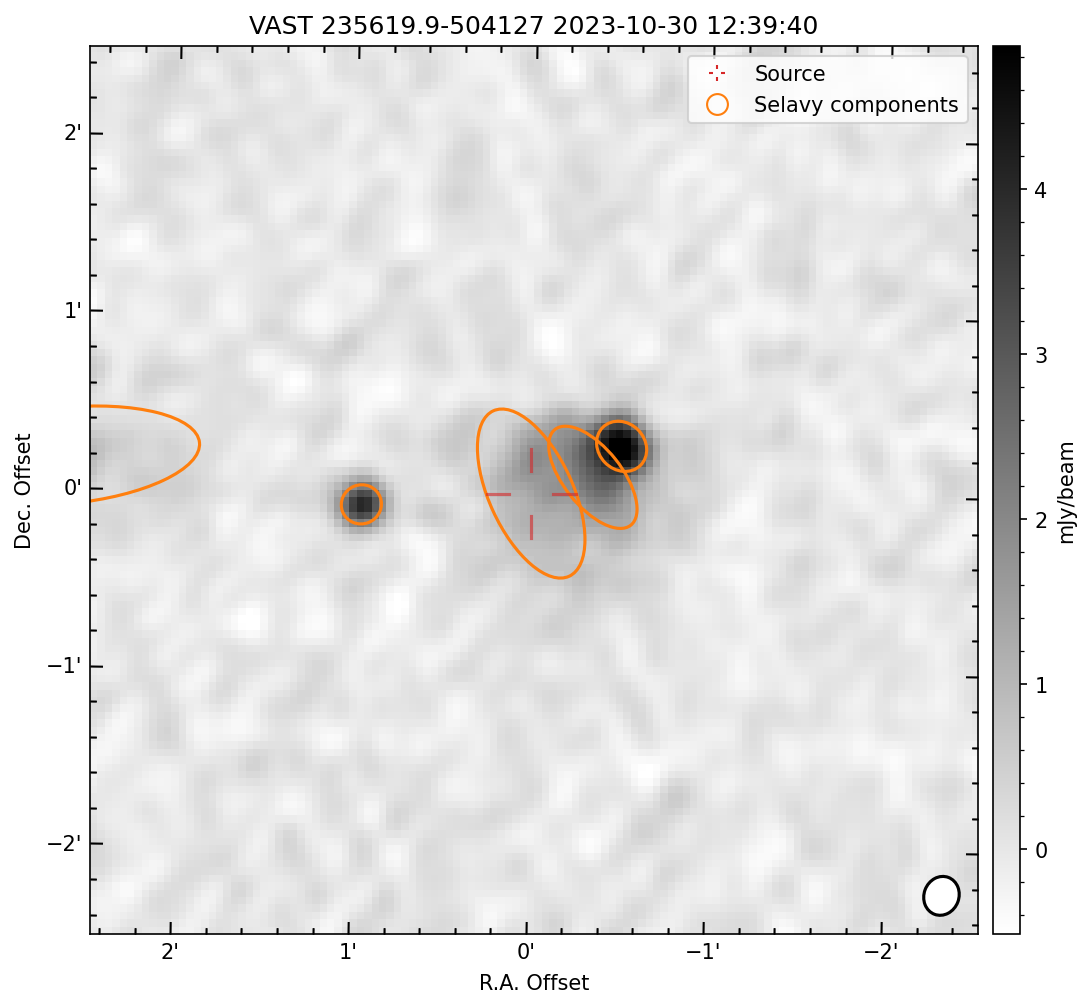 VAST 235619.9-504127 2023-10-30 12:39:40
Source
Selavy components
2'
1'
0'
−1'
−2'
Dec. Offset
2'
1'
0'
−1'
−2'
R.A. Offset
4
3
2
1
0
mJy/beam